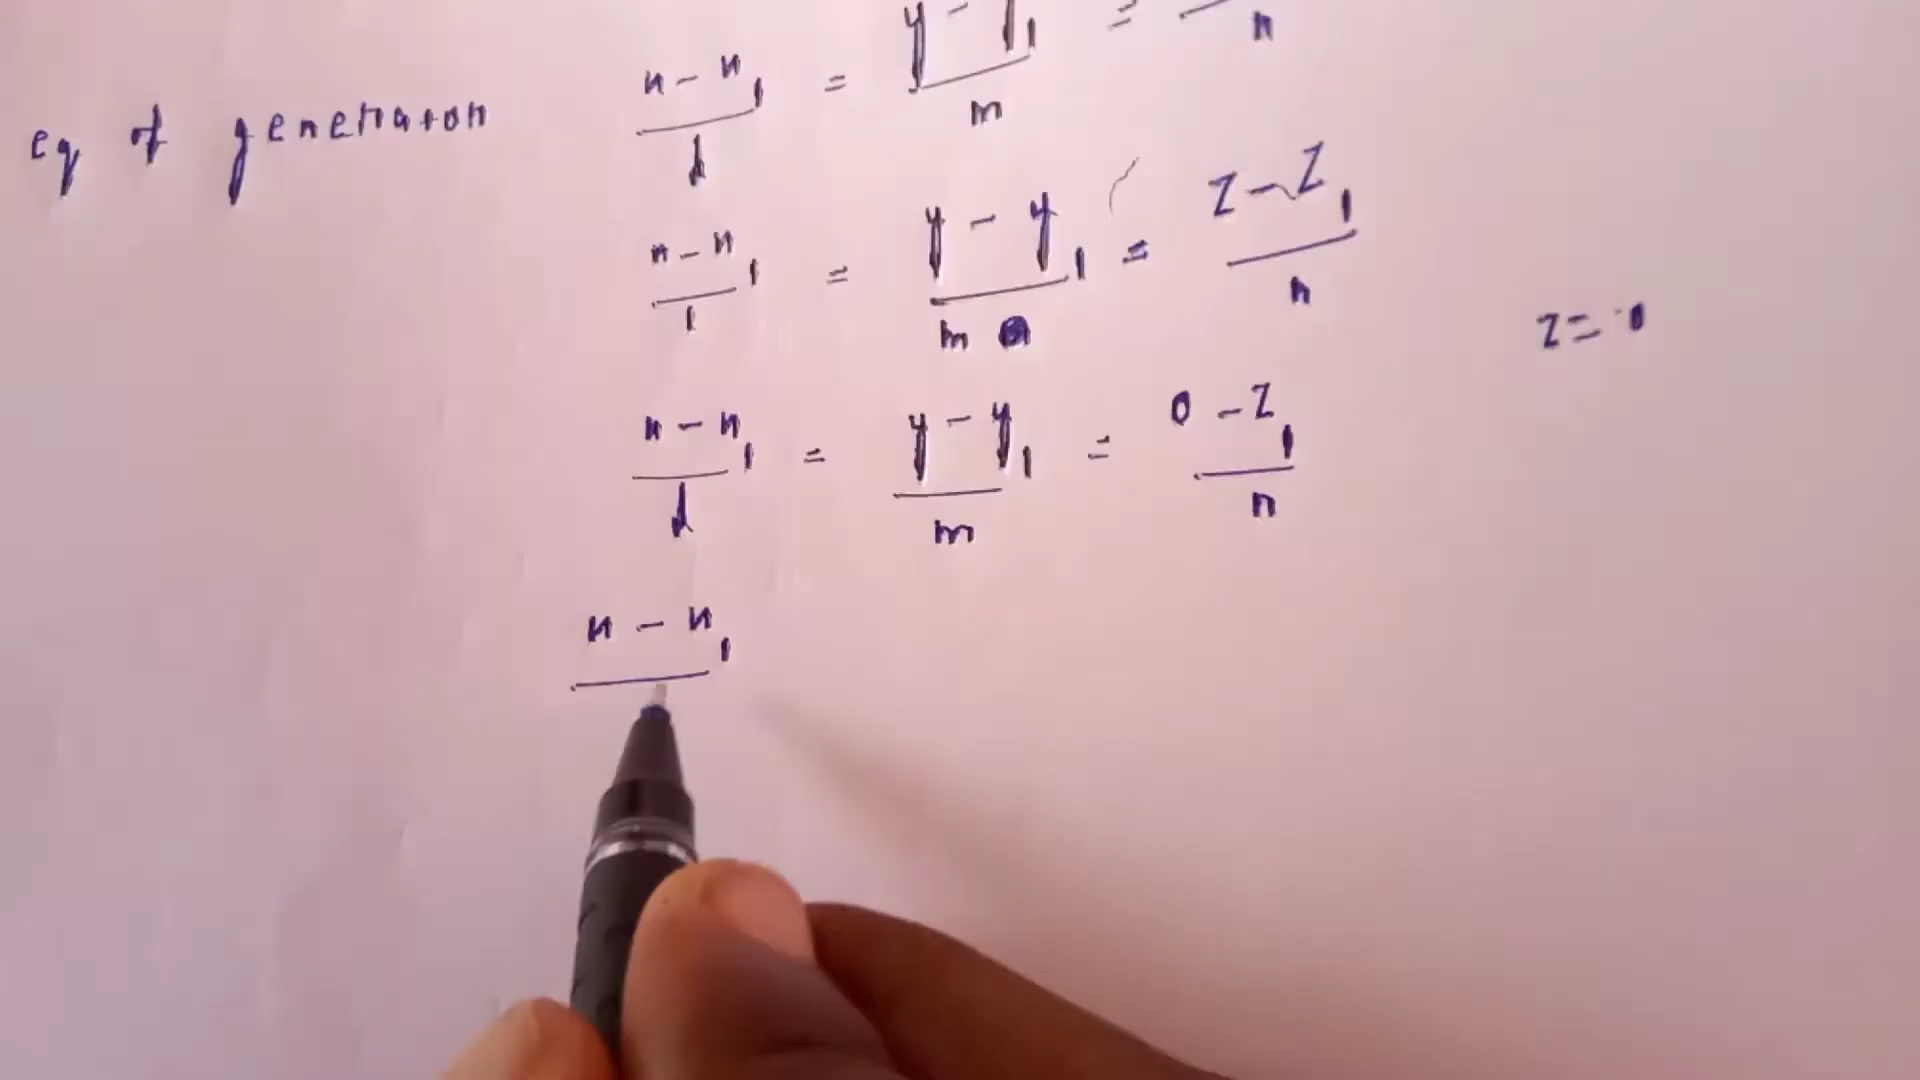 y - y₁ =
n
eq of generator x - x₁ / l = m
x - x₁ / l = y - y₁ / m = z - z₁ / n
z = 0
x - x₁ / l = y - y₁ / m = 0 - z₁ / n
x - x₁